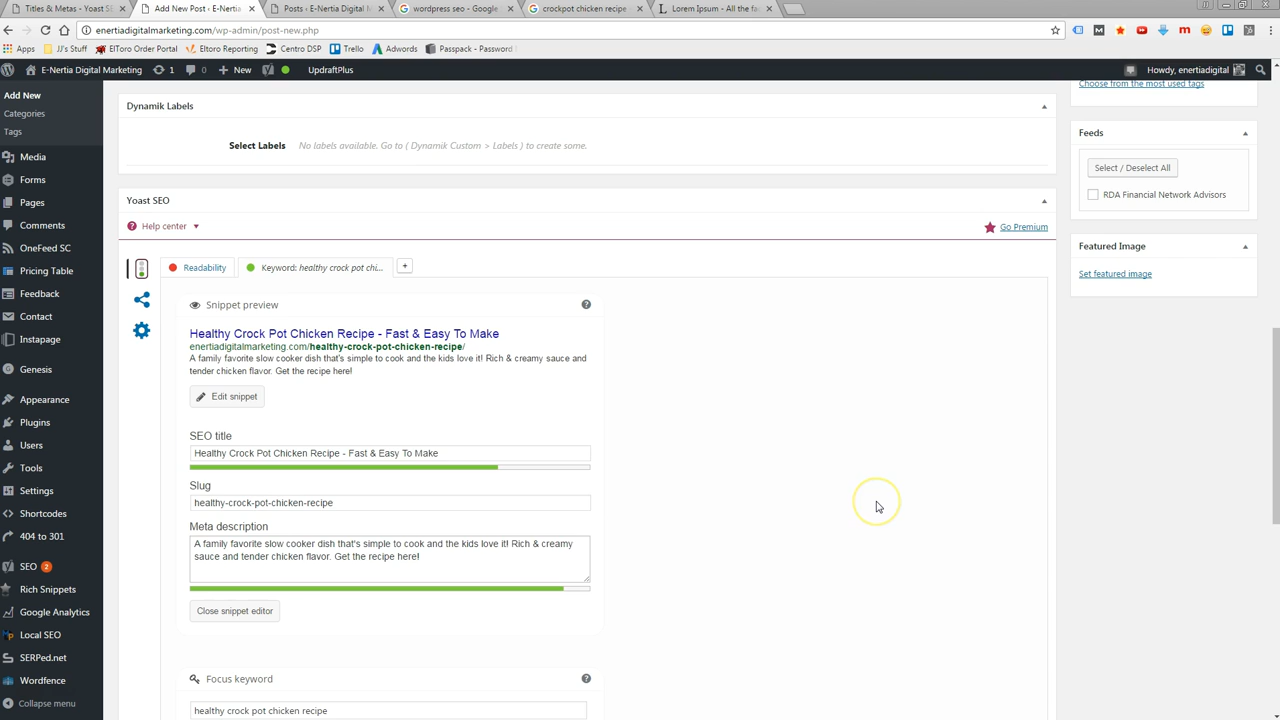 Titles & Metas - Yoast SE
Add New Post ‹ E-Nertia
Posts ‹ E-Nertia Digital M
wordpress seo - Google
crockpot chicken recipe
Lorem Ipsum - All the fa
enertiadigitalmarketing.com/wp-admin/post-new.php
Apps
JJ's Stuff
ElToro Order Portal
Eltoro Reporting
Centro DSP
Trello
Adwords
Passpack - Password
E-Nertia Digital Marketing
1
0
New
UpdraftPlus
Howdy, enertiadigital
Add New
Categories
Tags
Media
Forms
Pages
Comments
OneFeed SC
Pricing Table
Feedback
Contact
Instapage
Genesis
Appearance
Plugins
Users
Tools
Settings
Shortcodes
404 to 301
SEO 2
Rich Snippets
Google Analytics
Local SEO
SERPed.net
Wordfence
Collapse menu
Dynamik Labels
Select Labels
No labels available. Go to ( Dynamik Custom > Labels ) to create some.
Yoast SEO
Help center
Go Premium
Readability
Keyword: healthy crock pot chi...
+
Snippet preview
Healthy Crock Pot Chicken Recipe - Fast & Easy To Make
enertiadigitalmarketing.com/healthy-crock-pot-chicken-recipe/
A family favorite slow cooker dish that's simple to cook and the kids love it! Rich & creamy sauce and
tender chicken flavor. Get the recipe here!
Edit snippet
SEO title
Healthy Crock Pot Chicken Recipe - Fast & Easy To Make
Slug
healthy-crock-pot-chicken-recipe
Meta description
A family favorite slow cooker dish that's simple to cook and the kids love it! Rich & creamy
sauce and tender chicken flavor. Get the recipe here!
Close snippet editor
Focus keyword
healthy crock pot chicken recipe
Choose from the most used tags
Feeds
Select / Deselect All
RDA Financial Network Advisors
Featured Image
Set featured image